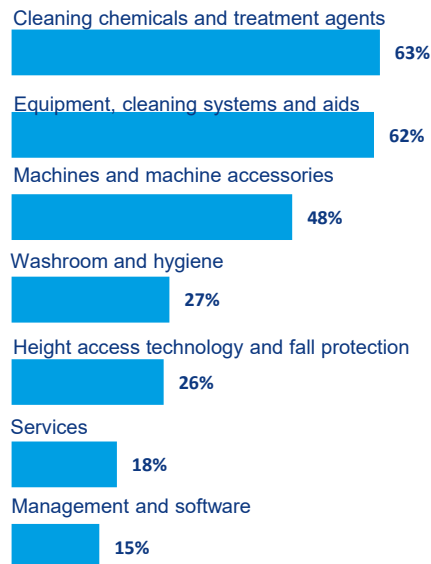 Cleaning chemicals and treatment agents
63%
Equipment, cleaning systems and aids
62%
Machines and machine accessories
48%
Washroom and hygiene
27%
Height access technology and fall protection
26%
Services
18%
Management and software
15%